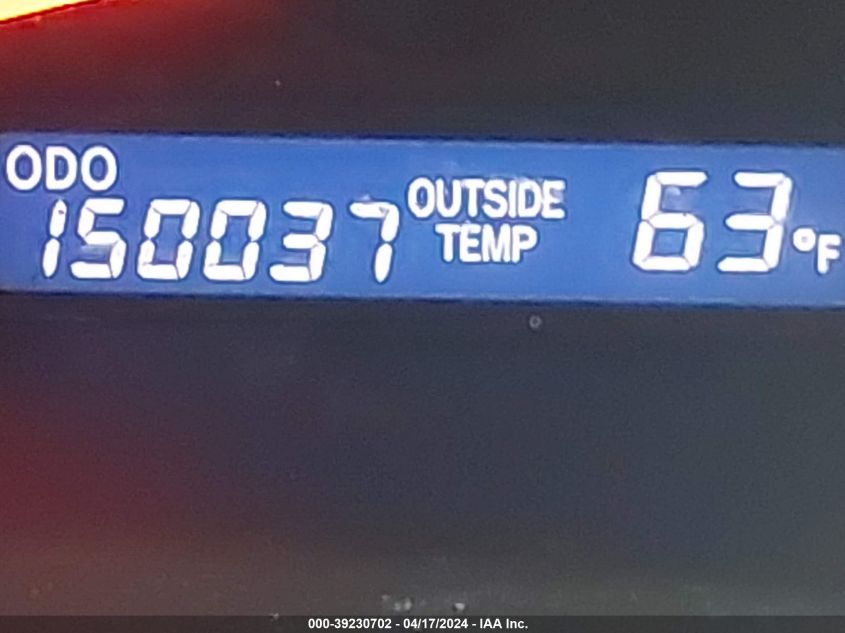 ODO
150037 OUTSIDE TEMP 63°F
000-39230702 - 04/17/2024 - IAA Inc.